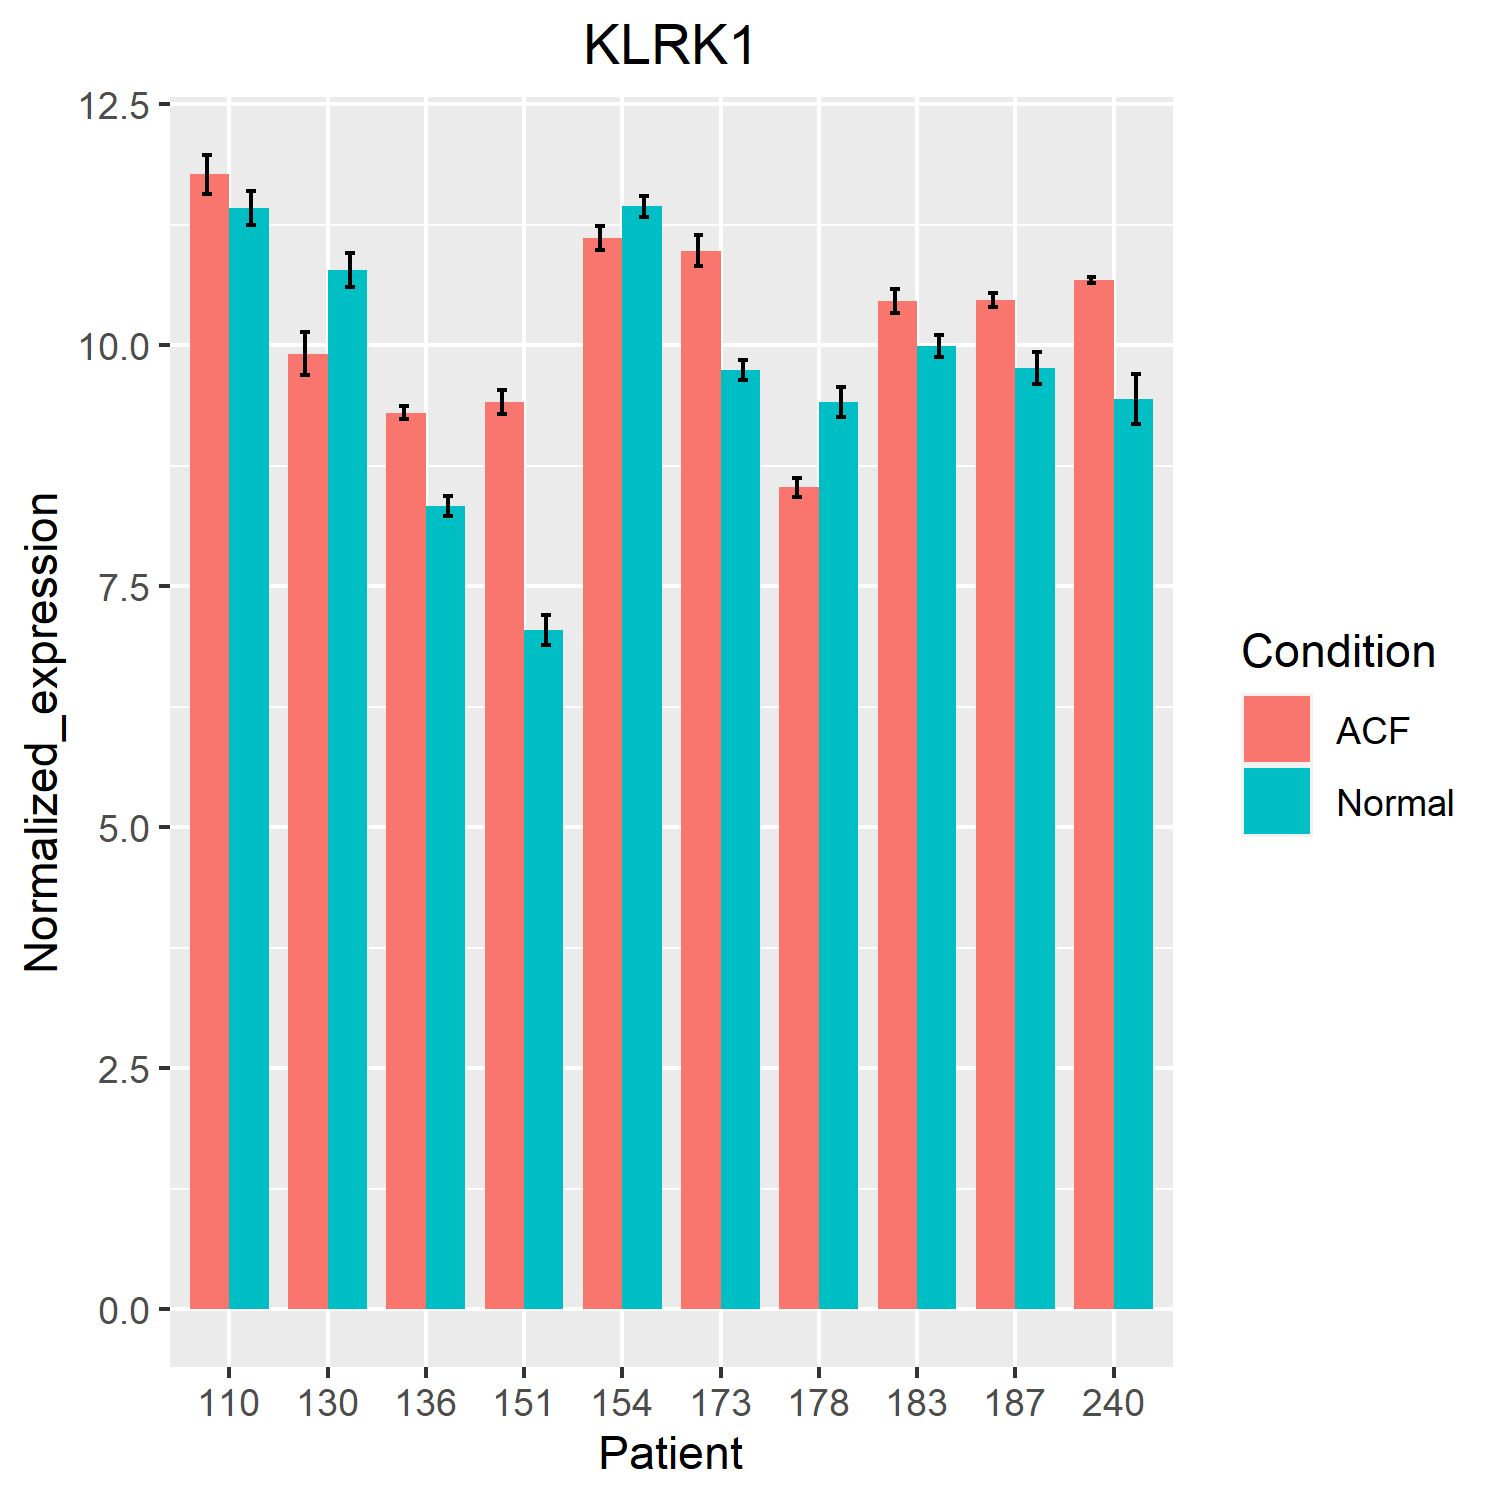 KLRK1
12.5
10.0
7.5
5.0
2.5
0.0
Normalized_expression
110 130 136 151 154 173 178 183 187 240
Patient
Condition
ACF
Normal